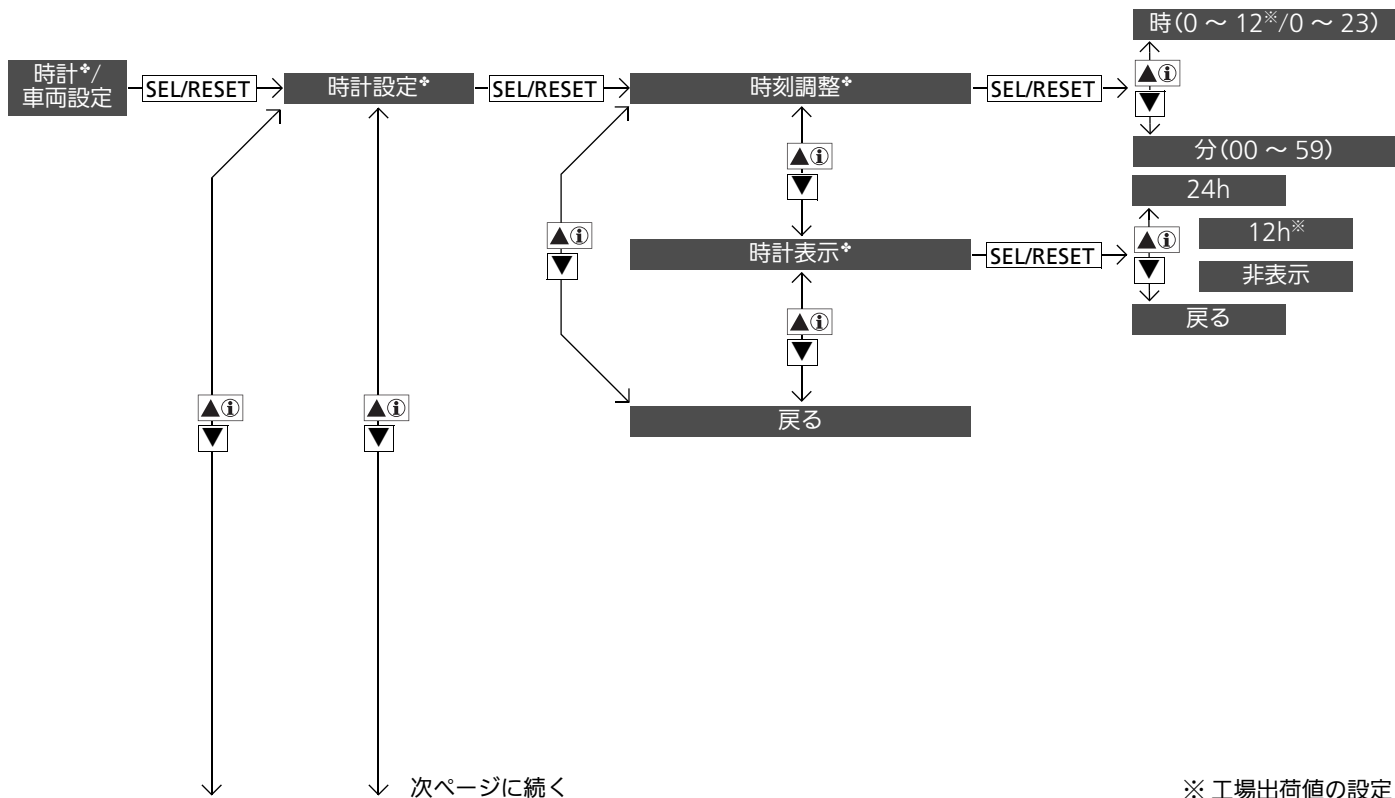 時(0 ～ 12※/0 ～ 23)
時計✤/
車両設定
SEL/RESET
時計設定✤
SEL/RESET
時刻調整✤
SEL/RESET
▲ⓘ
▼
分(00 ～ 59)
▲ⓘ
▼
24h
▲ⓘ
▼
時計表示✤
SEL/RESET
▲ⓘ
▼
12h※
非表示
戻る
▲ⓘ
▼
戻る
▲ⓘ
▼
▲ⓘ
▼
次ページに続く
※ 工場出荷値の設定